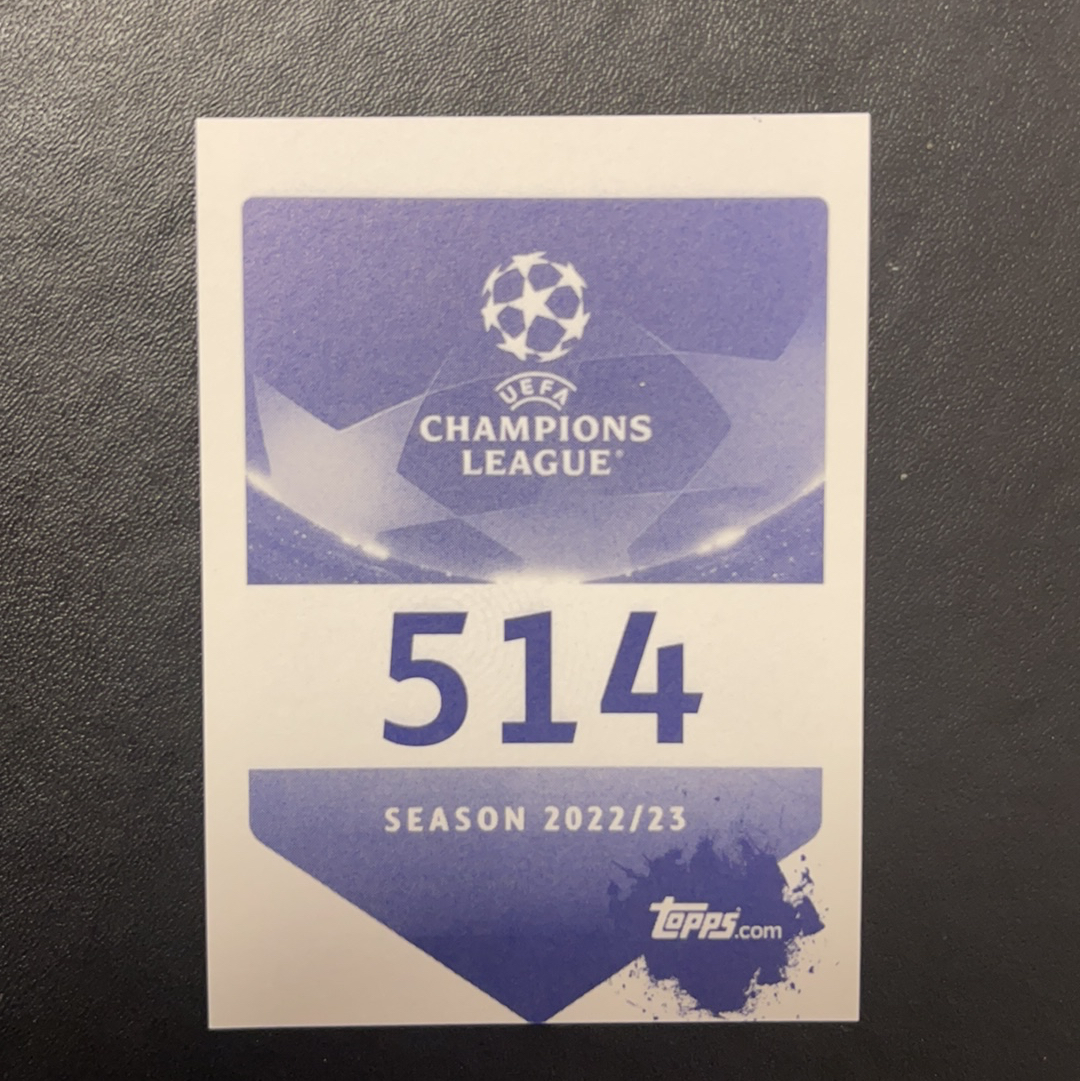 UEFA
CHAMPIONS
LEAGUE®
514
SEASON 2022/23
topps.com